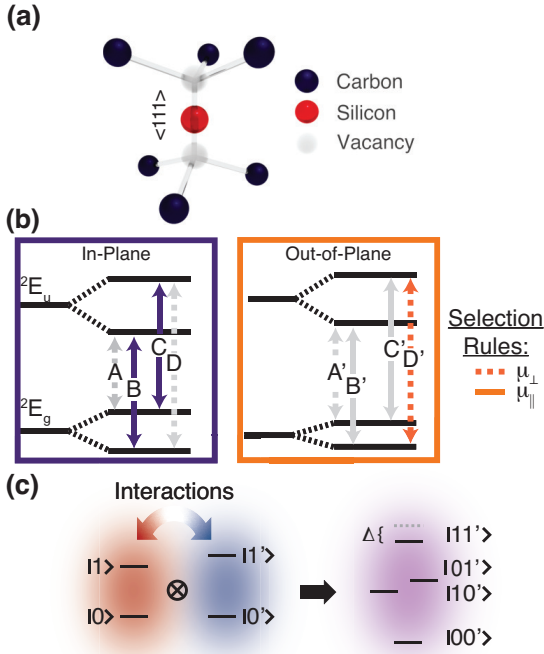 (a)
<111>
Carbon
Silicon
Vacancy
(b)
In-Plane
²Eᵤ
A
B
C
D
²E_g
Out-of-Plane
A'
B'
C'
D'
Selection
Rules:
μ⊥
μ∥
(c)
Interactions
|1>
|0>
⊗
|1'>
|0'>
Δ{
|11'>
|01'>
|10'>
|00'>